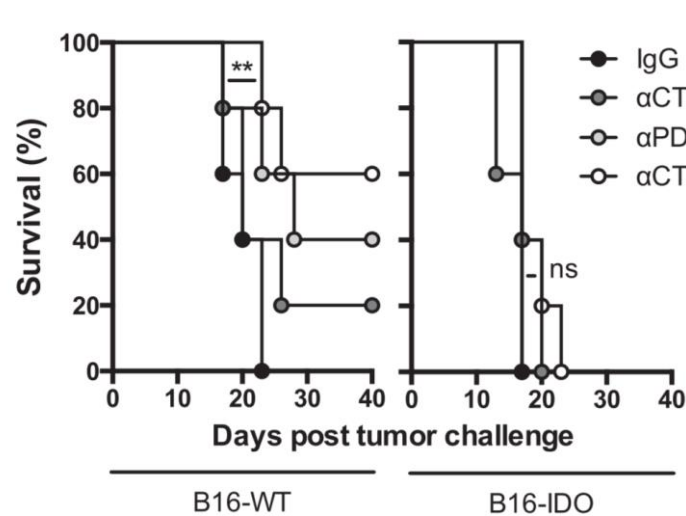 Survival (%)
100
80
60
40
20
0
**
0 10 20 30 40
ns
0 10 20 30 40
IgG
αCT
αPD
αCT
Days post tumor challenge
B16-WT
B16-IDO